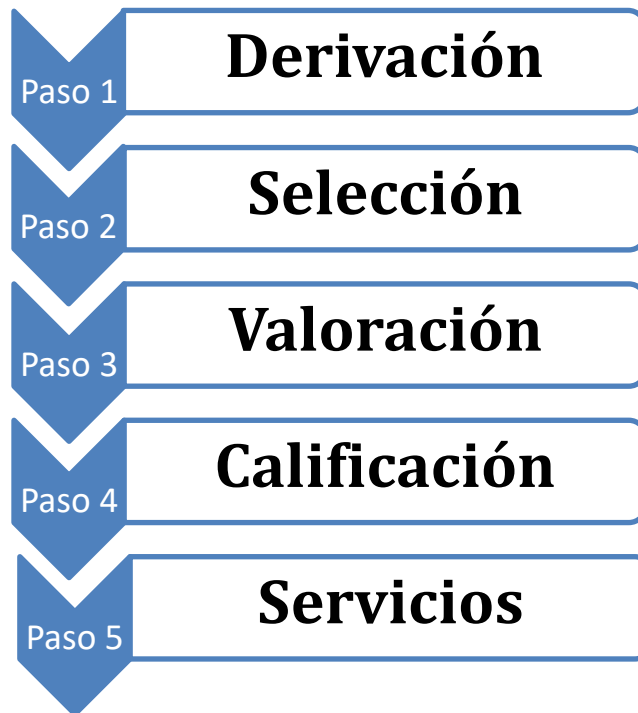 Paso 1
Derivación
Paso 2
Selección
Paso 3
Valoración
Paso 4
Calificación
Paso 5
Servicios